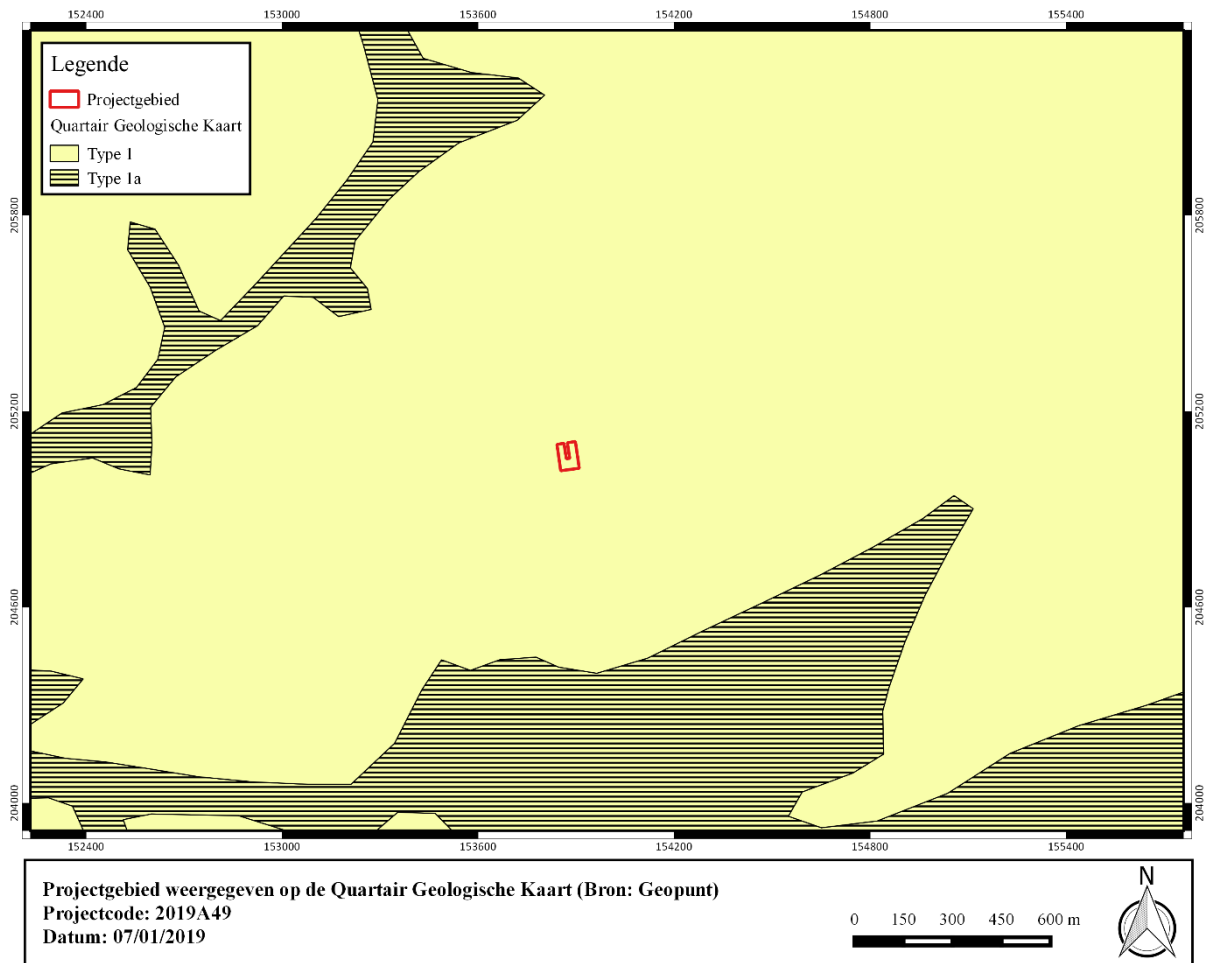 152400 153000 153600 154200 154800 155400
Legende
Projectgebied
Quartair Geologische Kaart
Type 1
Type 1a
205800 205800
205200 205200
204600 204600
204000 204000
152400 153000 153600 154200 154800 155400
Projectgebied weergegeven op de Quartair Geologische Kaart (Bron: Geopunt)
Projectcode: 2019A49
Datum: 07/01/2019
0 150 300 450 600 m
N